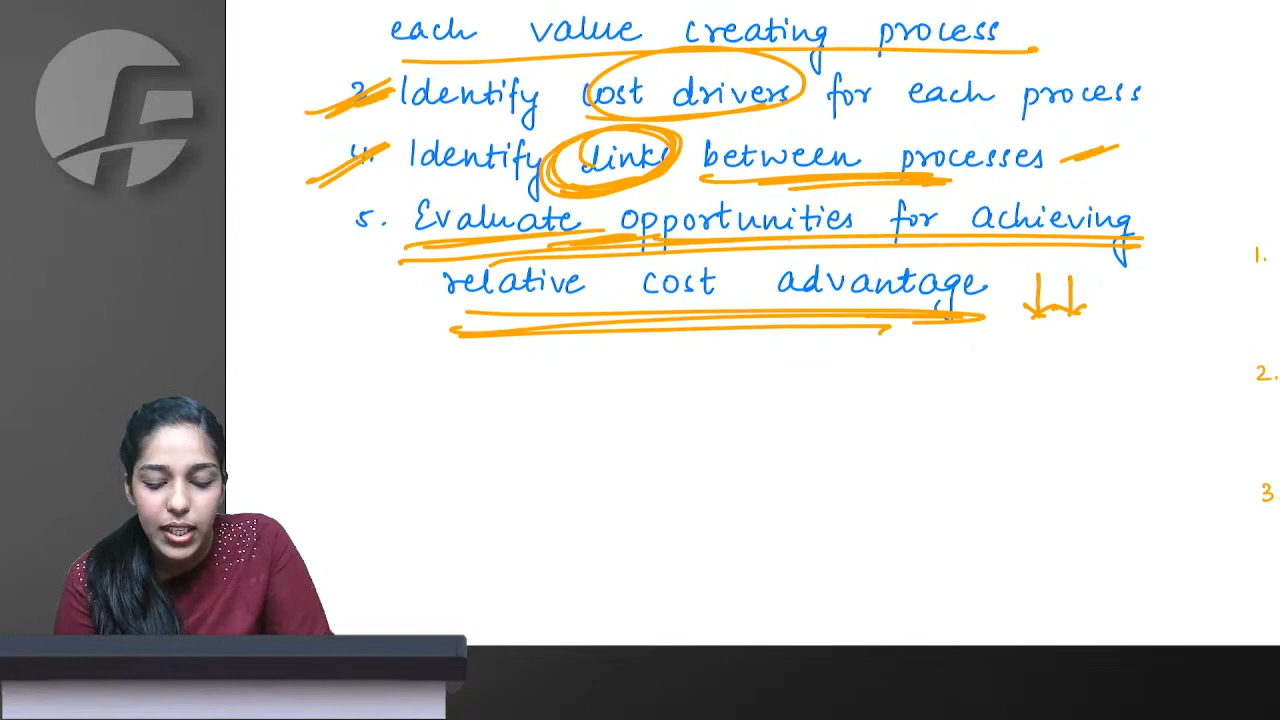 each value creating process
3. Identify cost drivers for each process
4. Identify links between processes
5. Evaluate opportunities for achieving
relative cost advantage
1.
2.
3